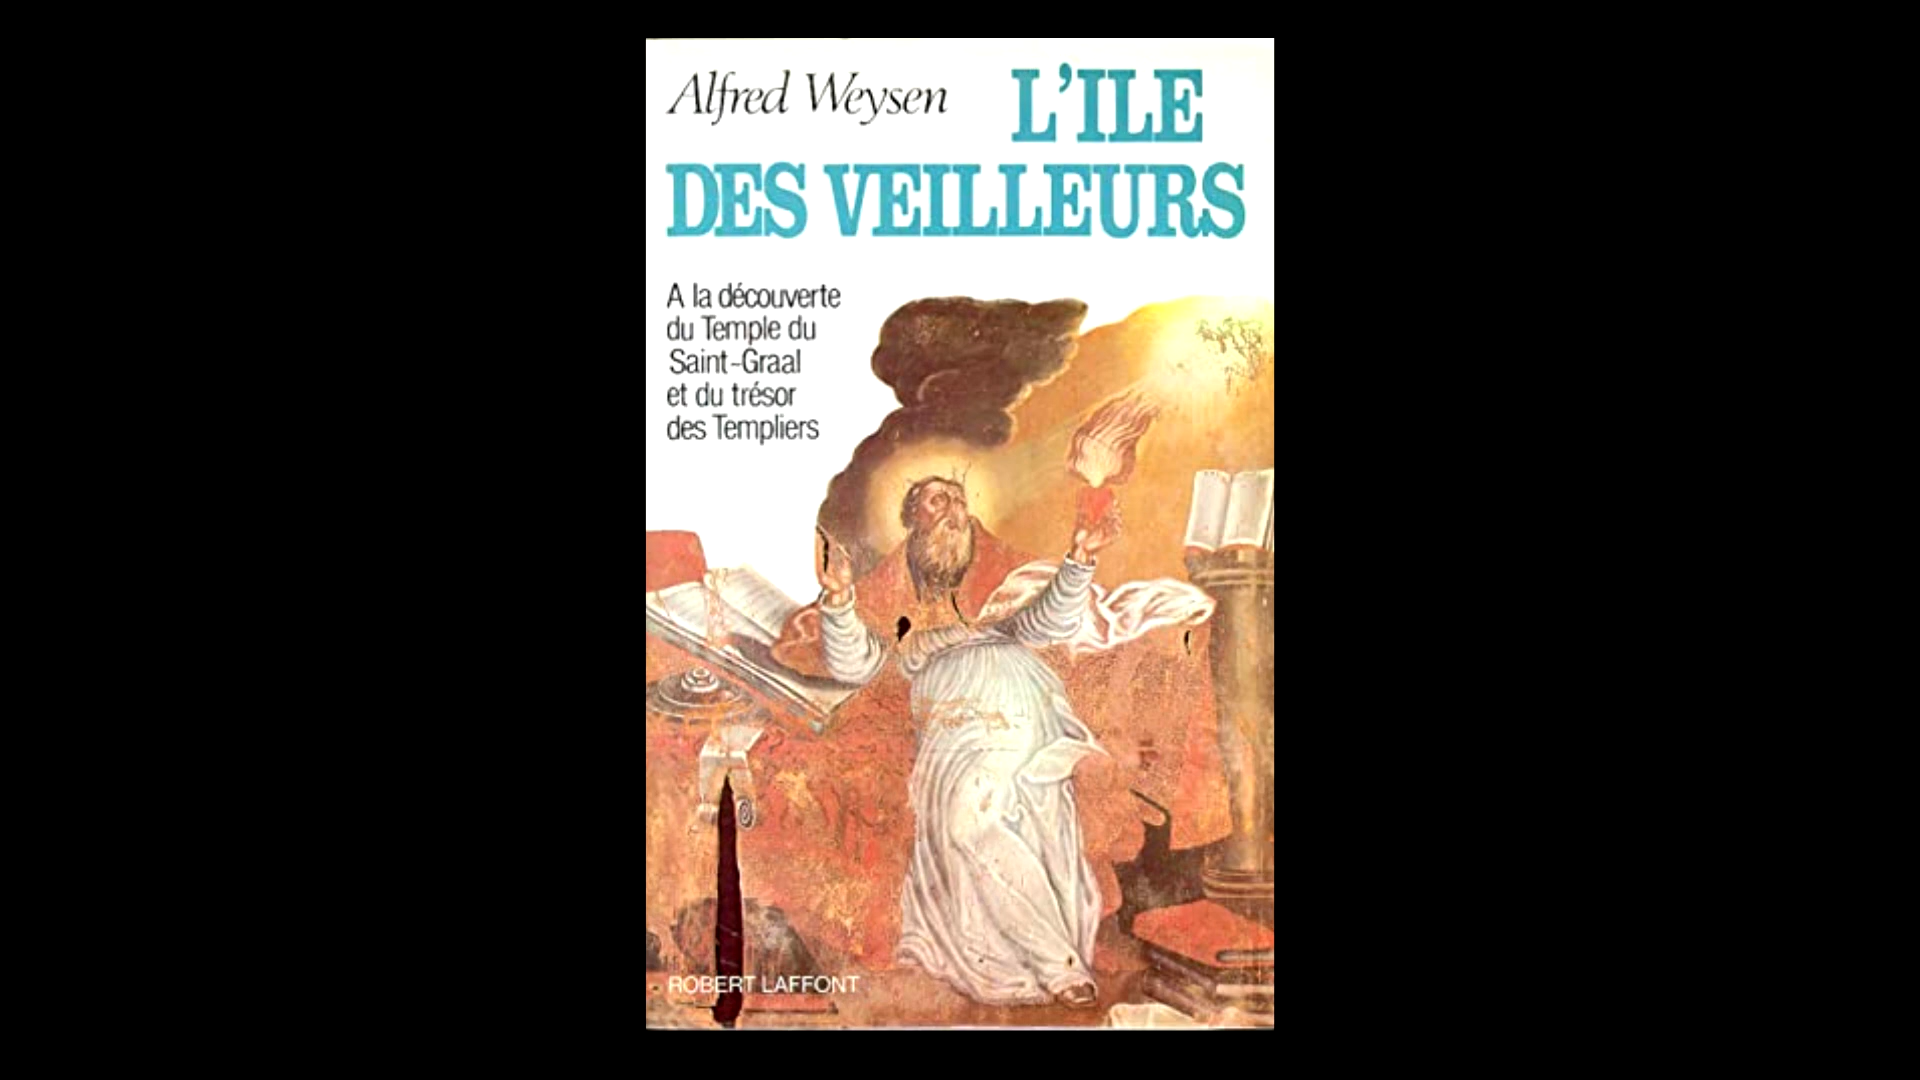 Alfred Weysen
L'ILE
DES VEILLEURS
A la découverte
du Temple du
Saint-Graal
et du trésor
des Templiers
ROBERT LAFFONT